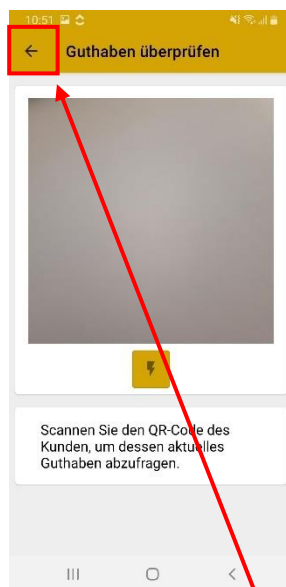 10:51
Guthaben überprüfen
Scannen Sie den QR-Code des
Kunden, um dessen aktuelles
Guthaben abzufragen.